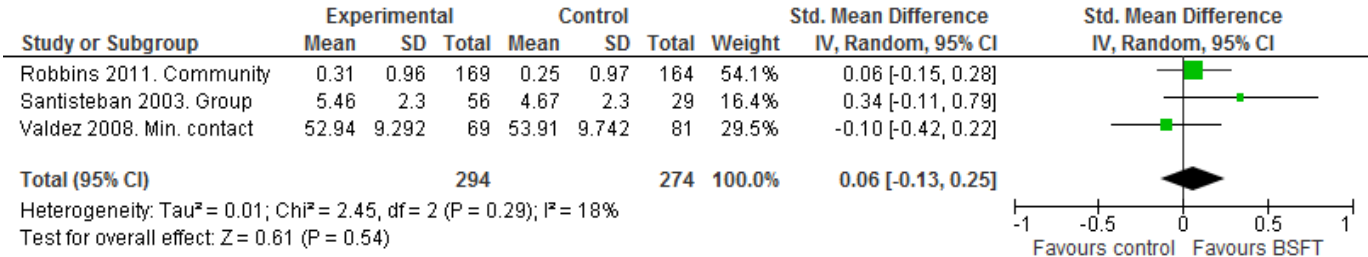 Experimental Control Std. Mean Difference Std. Mean Difference
Study or Subgroup Mean SD Total Mean SD Total Weight IV, Random, 95% CI IV, Random, 95% CI
Robbins 2011. Community 0.31 0.96 169 0.25 0.97 164 54.1% 0.06 [-0.15, 0.28]
Santisteban 2003. Group 5.46 2.3 56 4.67 2.3 29 16.4% 0.34 [-0.11, 0.79]
Valdez 2008. Min. contact 52.94 9.292 69 53.91 9.742 81 29.5% -0.10 [-0.42, 0.22]
Total (95% CI) 294 274 100.0% 0.06 [-0.13, 0.25]
Heterogeneity: Tau² = 0.01; Chi² = 2.45, df = 2 (P = 0.29); I² = 18%
Test for overall effect: Z = 0.61 (P = 0.54)
-1 -0.5 0 0.5 1
Favours control Favours BSFT